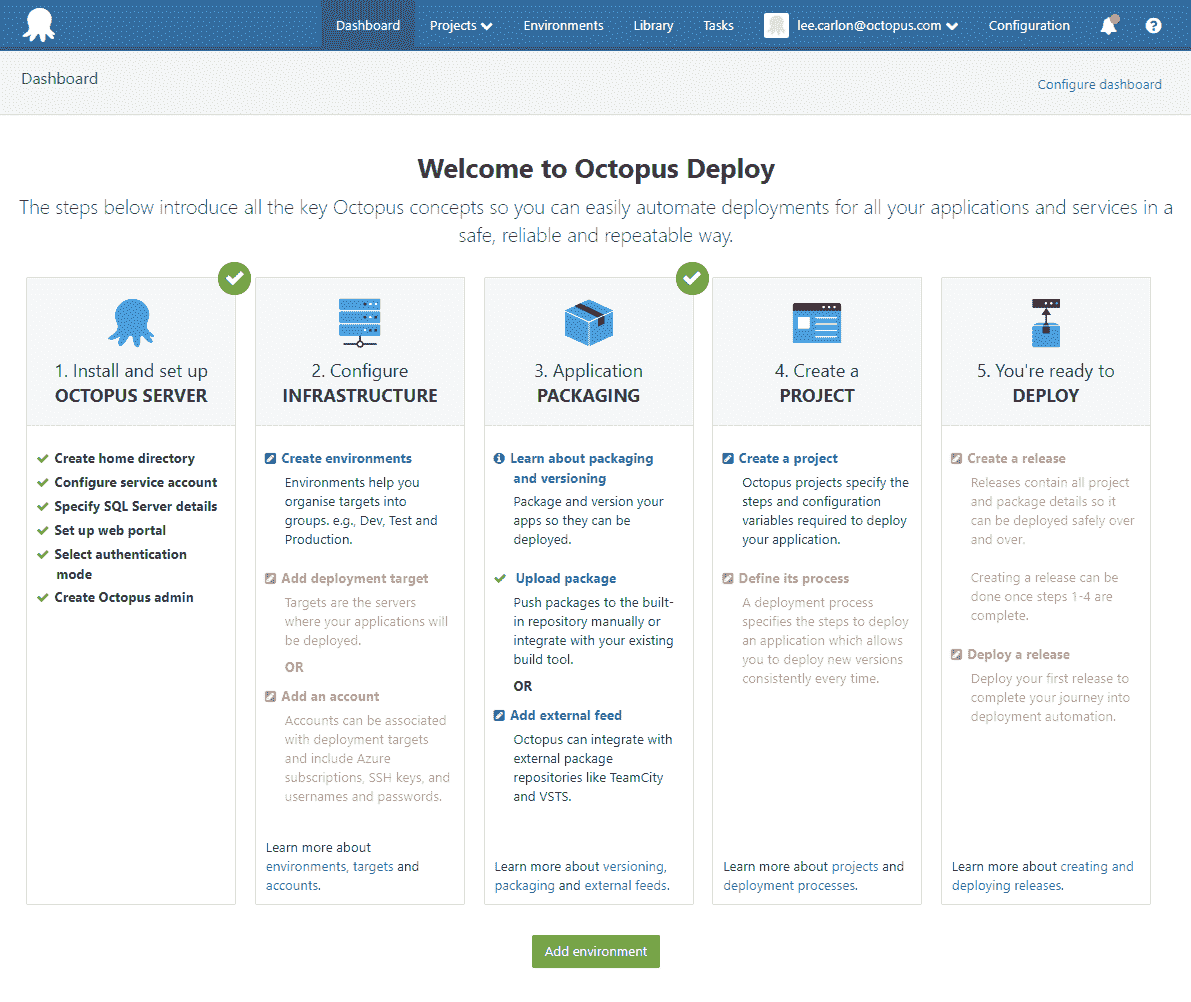 Dashboard Projects Environments Library Tasks lee.carlon@octopus.com Configuration
Dashboard
Configure dashboard
Welcome to Octopus Deploy
The steps below introduce all the key Octopus concepts so you can easily automate deployments for all your applications and services in a
safe, reliable and repeatable way.
1. Install and set up
OCTOPUS SERVER
Create home directory
Configure service account
Specify SQL Server details
Set up web portal
Select authentication
mode
Create Octopus admin
2. Configure
INFRASTRUCTURE
Create environments
Environments help you
organise targets into
groups. e.g., Dev, Test and
Production.
Add deployment target
Targets are the servers
where your applications will
be deployed.
OR
Add an account
Accounts can be associated
with deployment targets
and include Azure
subscriptions, SSH keys, and
usernames and passwords.
Learn more about
environments, targets and
accounts.
3. Application
PACKAGING
Learn about packaging
and versioning
Package and version your
apps so they can be
deployed.
Upload package
Push packages to the built-
in repository manually or
integrate with your existing
build tool.
OR
Add external feed
Octopus can integrate with
external package
repositories like TeamCity
and VSTS.
Learn more about versioning,
packaging and external feeds.
4. Create a
PROJECT
Create a project
Octopus projects specify the
steps and configuration
variables required to deploy
your application.
Define its process
A deployment process
specifies the steps to deploy
an application which allows
you to deploy new versions
consistently every time.
Learn more about projects and
deployment processes.
5. You're ready to
DEPLOY
Create a release
Releases contain all project
and package details so it
can be deployed safely over
and over.
Creating a release can be
done once steps 1-4 are
complete.
Deploy a release
Deploy your first release to
complete your journey into
deployment automation.
Learn more about creating and
deploying releases.
Add environment